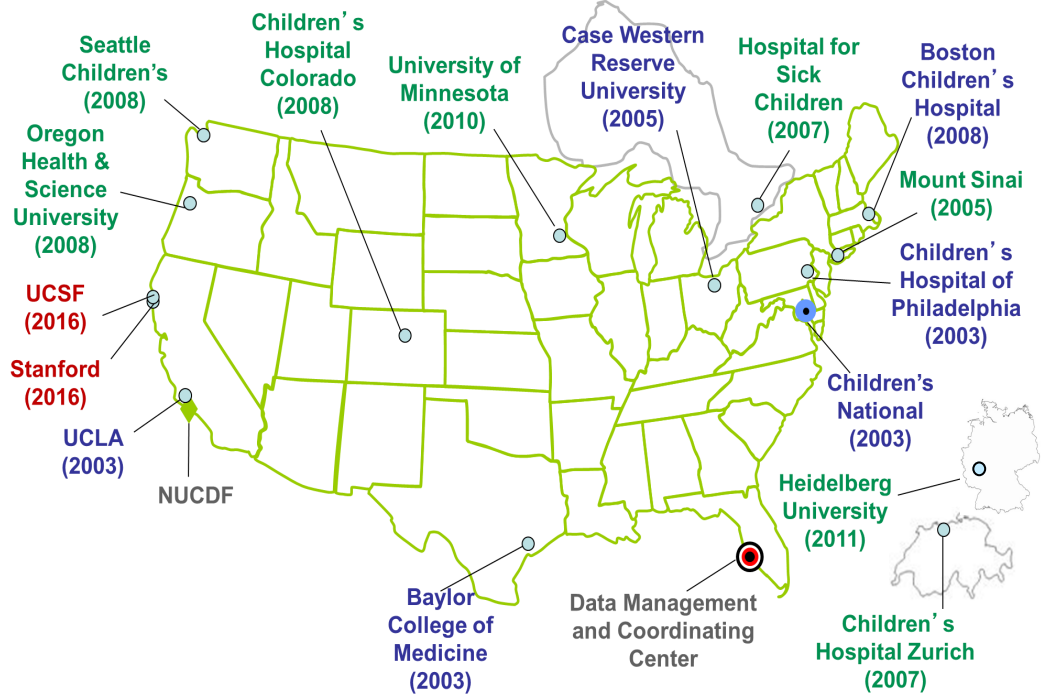 Seattle
Children's
(2008)
Children's
Hospital
Colorado
(2008)
University of
Minnesota
(2010)
Case Western
Reserve
University
(2005)
Hospital for
Sick
Children
(2007)
Boston
Children's
Hospital
(2008)
Oregon
Health &
Science
University
(2008)
Mount Sinai
(2005)
Children's
Hospital of
Philadelphia
(2003)
UCSF
(2016)
Stanford
(2016)
UCLA
(2003)
NUCDF
Children's
National
(2003)
Heidelberg
University
(2011)
Baylor
College of
Medicine
(2003)
Data Management
and Coordinating
Center
Children's
Hospital Zurich
(2007)